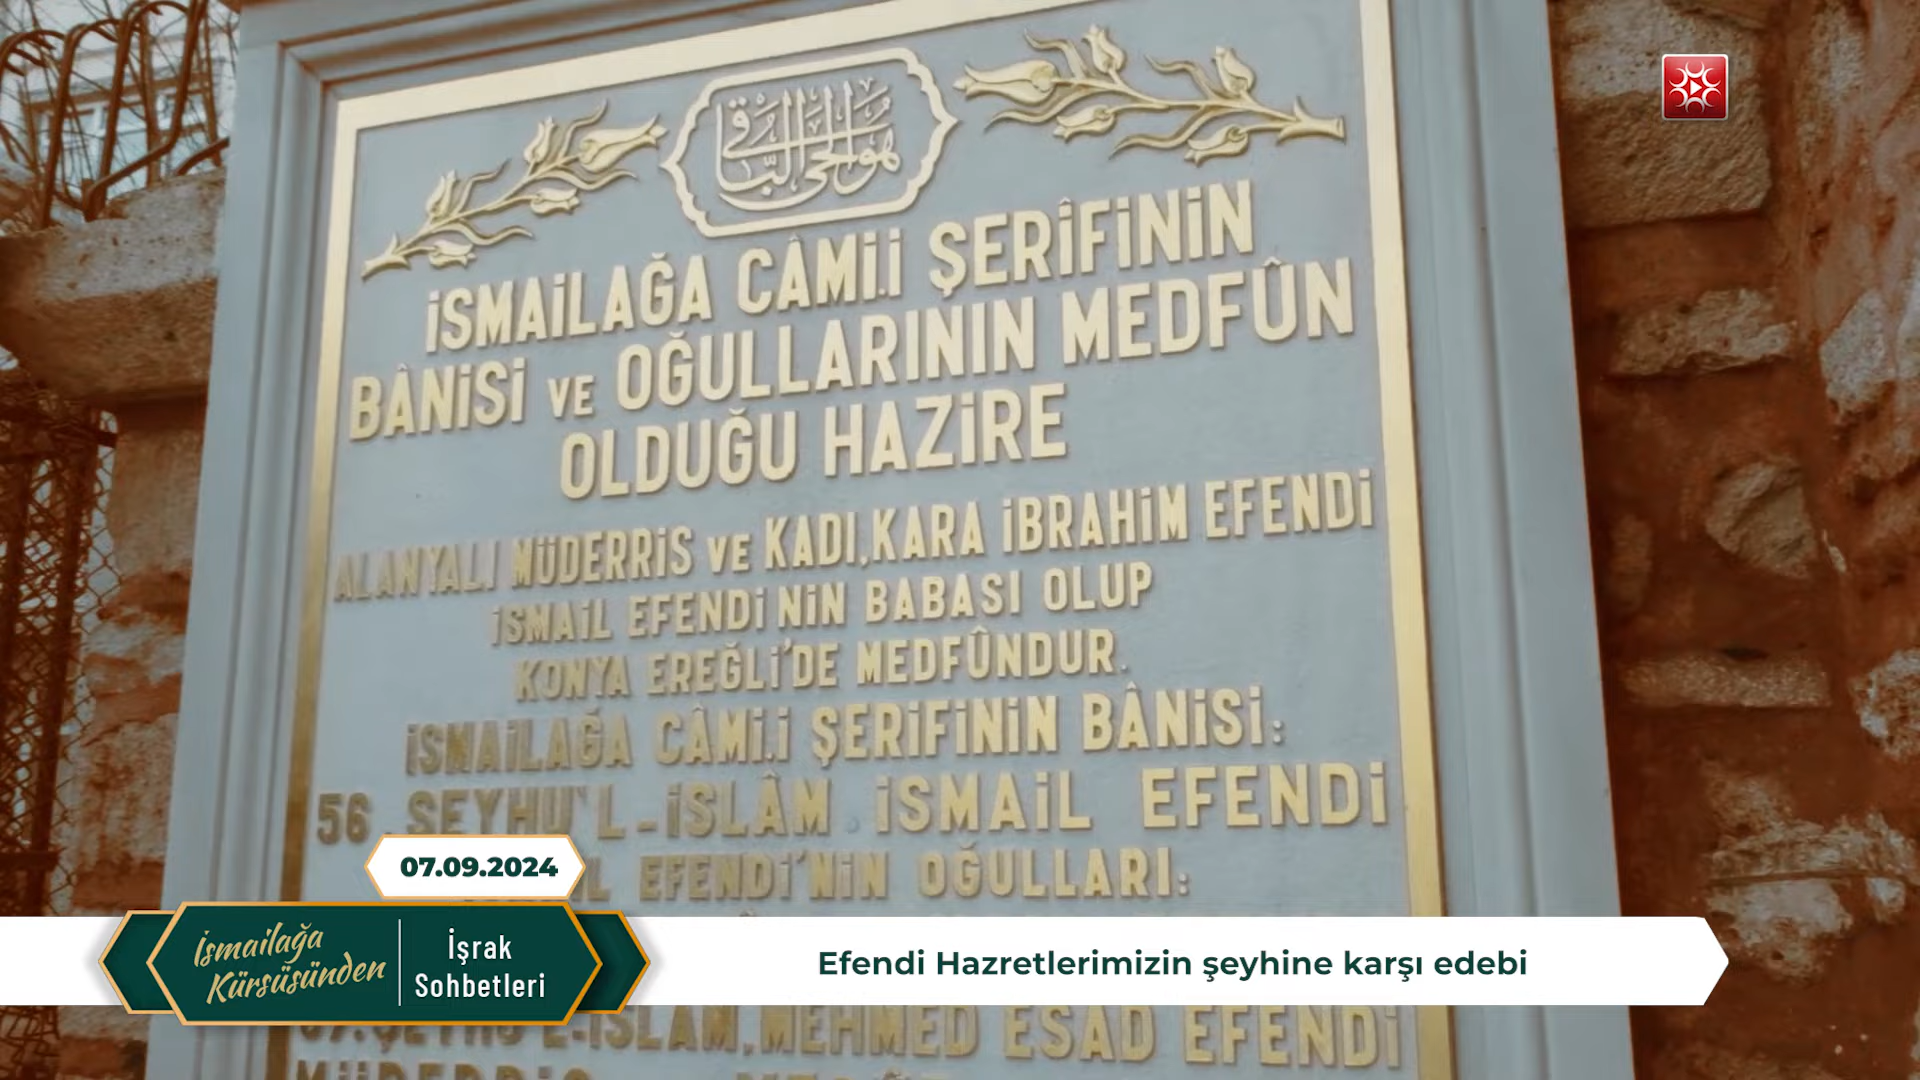 هو الحي الباقي
İSMAİLAĞA CÂMİ.İ ŞERÎFİNİN
BÂNİSİ VE OĞULLARININ MEDFÛN
OLDUĞU HAZİRE
ALANYALI MÜDERRİS VE KADI,KARA İBRAHİM EFENDİ
İSMAİL EFENDİ NİN BABASI OLUP
KONYA EREĞLİ'DE MEDFÛNDUR.
İSMAİLAĞA CÂMİ.İ ŞERİFİNİN BÂNİSİ:
56.ŞEYHU'L-İSLÂM İSMAİL EFENDİ
EFENDİ'NİN OĞULLARI:
07.09.2024
İsmailağa Kürsüsünden
İşrak Sohbetleri
Efendi Hazretlerimizin şeyhine karşı edebi
L-İSLAM,MEHMED ESAD EFENDİ